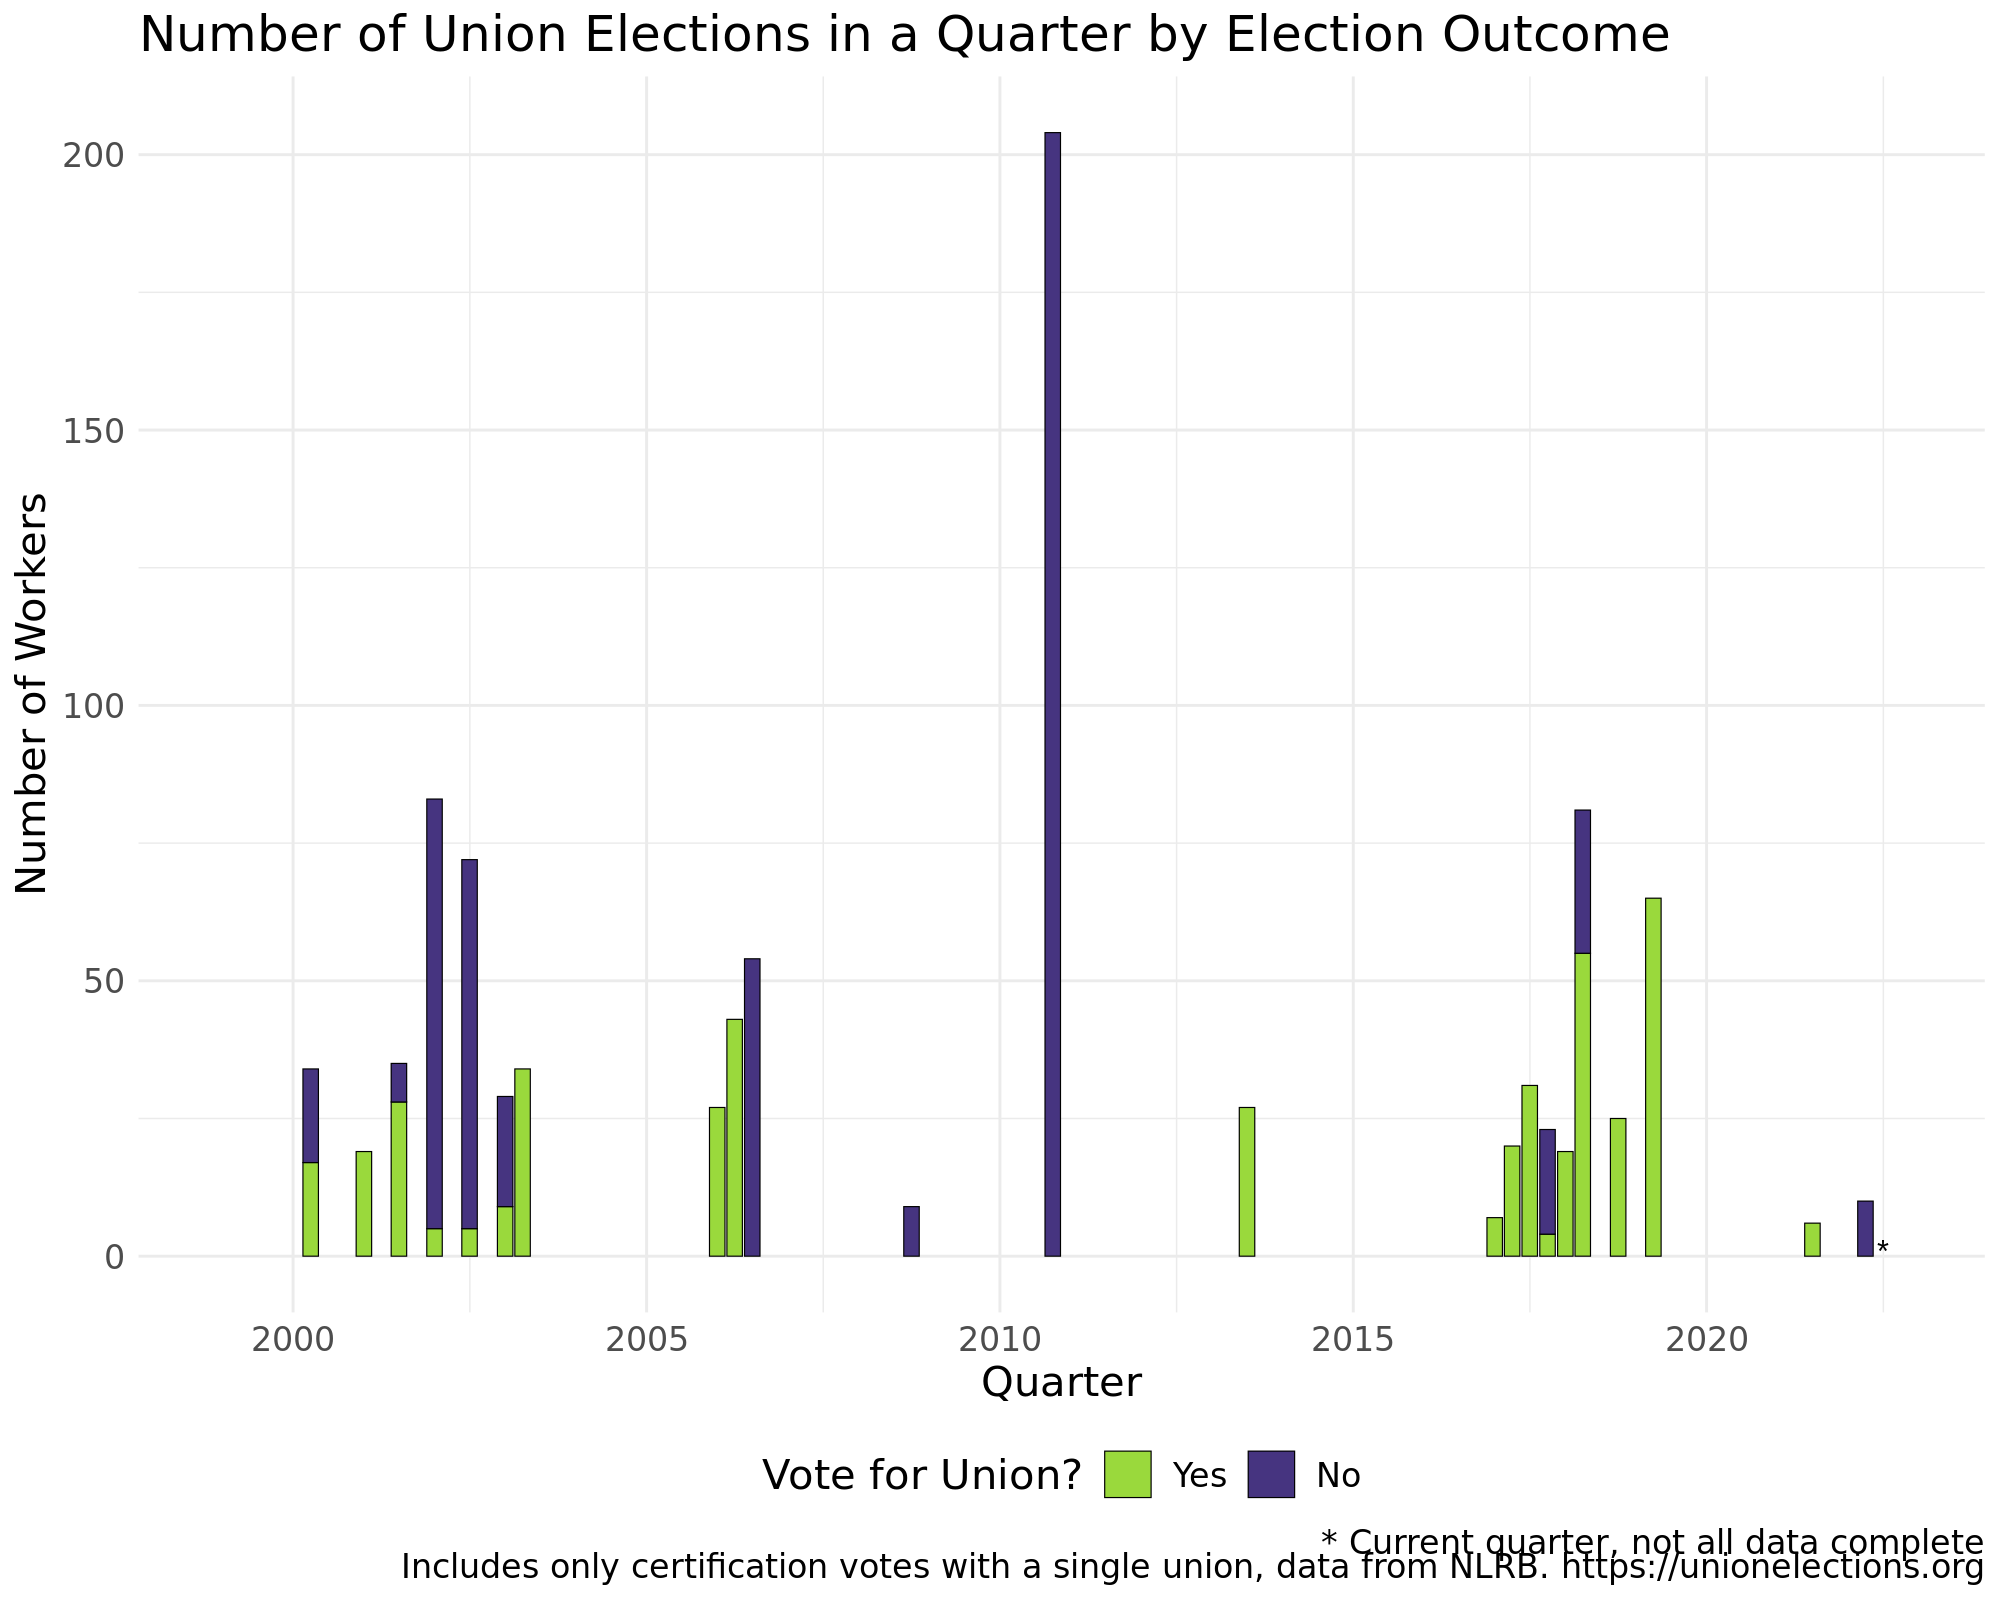 Number of Union Elections in a Quarter by Election Outcome
Number of Workers
200
150
100
50
0
*
2000 2005 2010 2015 2020
Quarter
Vote for Union? Yes No
* Current quarter, not all data complete
Includes only certification votes with a single union, data from NLRB. https://unionelections.org